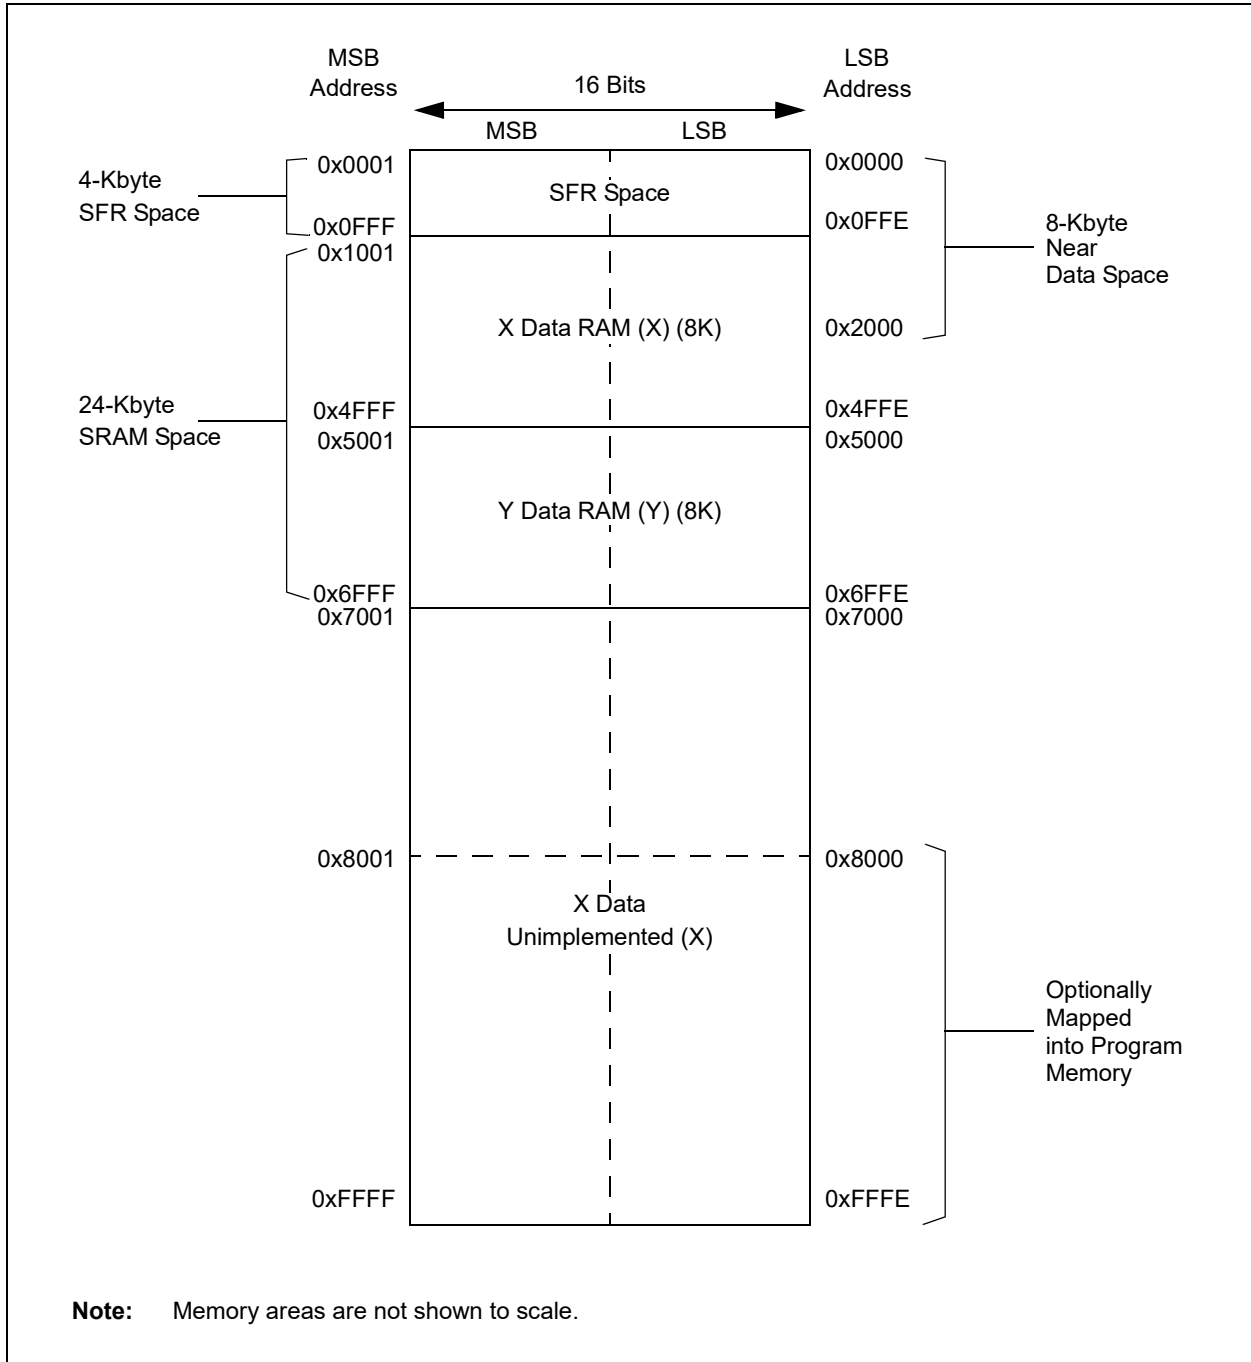 MSB
Address
LSB
Address
16 Bits
MSB
LSB
4-Kbyte
SFR Space
0x0001
0x0FFF
0x1001
SFR Space
0x0000
0x0FFE
8-Kbyte
Near
Data Space
X Data RAM (X) (8K)
0x2000
24-Kbyte
SRAM Space
0x4FFF
0x5001
0x4FFE
0x5000
Y Data RAM (Y) (8K)
0x6FFF
0x7001
0x6FFE
0x7000
0x8001
0x8000
X Data
Unimplemented (X)
Optionally
Mapped
into Program
Memory
0xFFFF
0xFFFE
Note: Memory areas are not shown to scale.